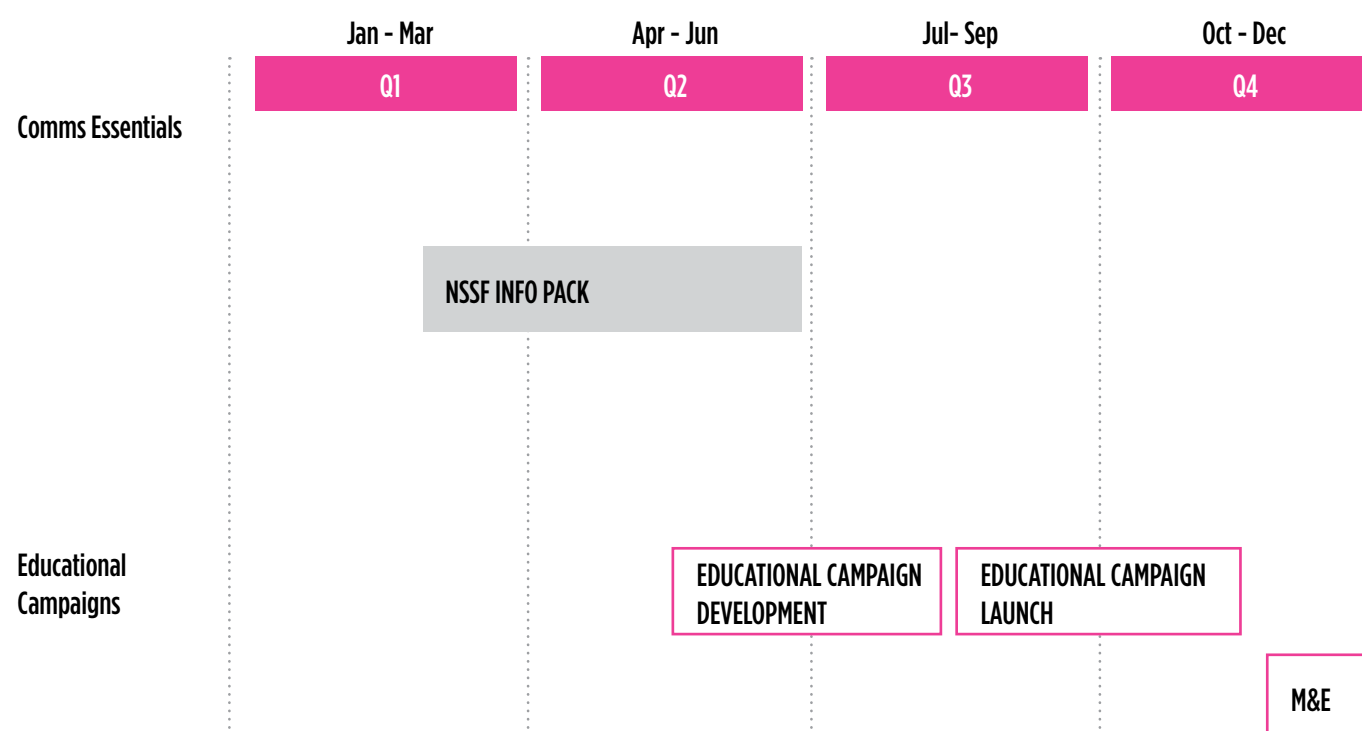 Jan - Mar
Apr - Jun
Jul- Sep
Oct - Dec
Q1
Q2
Q3
Q4
Comms Essentials
NSSF INFO PACK
Educational
Campaigns
EDUCATIONAL CAMPAIGN
DEVELOPMENT
EDUCATIONAL CAMPAIGN
LAUNCH
M&E